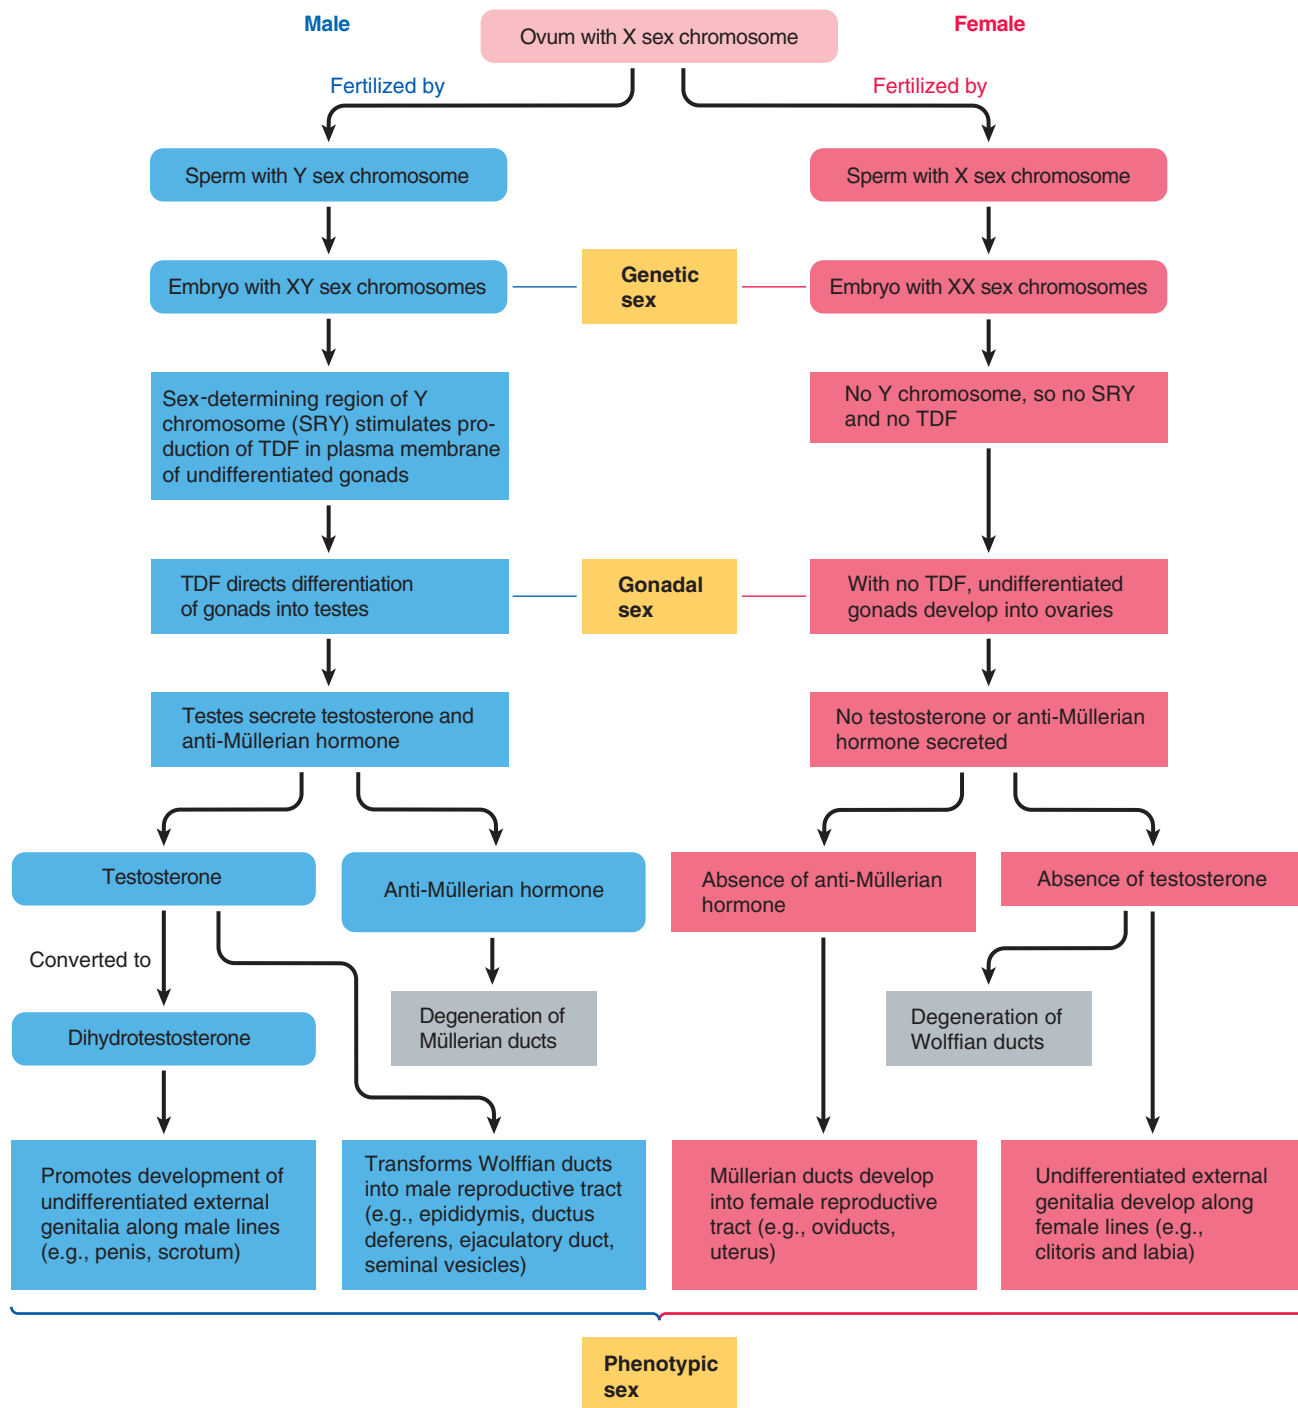 Male
Ovum with X sex chromosome
Female
Fertilized by
Fertilized by
Sperm with Y sex chromosome
Sperm with X sex chromosome
Embryo with XY sex chromosomes
Genetic
sex
Embryo with XX sex chromosomes
Sex-determining region of Y
chromosome (SRY) stimulates pro-
duction of TDF in plasma membrane
of undifferentiated gonads
No Y chromosome, so no SRY
and no TDF
TDF directs differentiation
of gonads into testes
Gonadal
sex
With no TDF, undifferentiated
gonads develop into ovaries
Testes secrete testosterone and
anti-Müllerian hormone
No testosterone or anti-Müllerian
hormone secreted
Testosterone
Anti-Müllerian hormone
Absence of anti-Müllerian
hormone
Absence of testosterone
Converted to
Degeneration of
Müllerian ducts
Degeneration of
Wolffian ducts
Dihydrotestosterone
Promotes development of
undifferentiated external
genitalia along male lines
(e.g., penis, scrotum)
Transforms Wolffian ducts
into male reproductive tract
(e.g., epididymis, ductus
deferens, ejaculatory duct,
seminal vesicles)
Müllerian ducts develop
into female reproductive
tract (e.g., oviducts,
uterus)
Undifferentiated external
genitalia develop along
female lines (e.g.,
clitoris and labia)
Phenotypic
sex